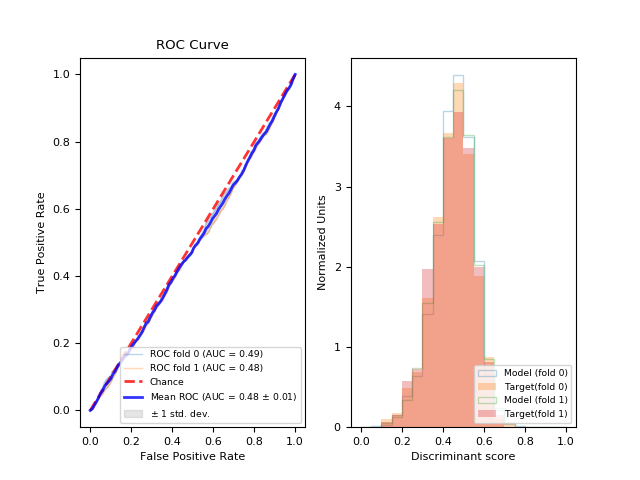 ROC Curve
1.0
0.8
0.6
0.4
0.2
0.0
True Positive Rate
0.0 0.2 0.4 0.6 0.8 1.0
False Positive Rate
ROC fold 0 (AUC = 0.49)
ROC fold 1 (AUC = 0.48)
Chance
Mean ROC (AUC = 0.48 ± 0.01)
± 1 std. dev.
4
3
2
1
0
Normalized Units
0.0 0.2 0.4 0.6 0.8 1.0
Discriminant score
Model (fold 0)
Target(fold 0)
Model (fold 1)
Target(fold 1)